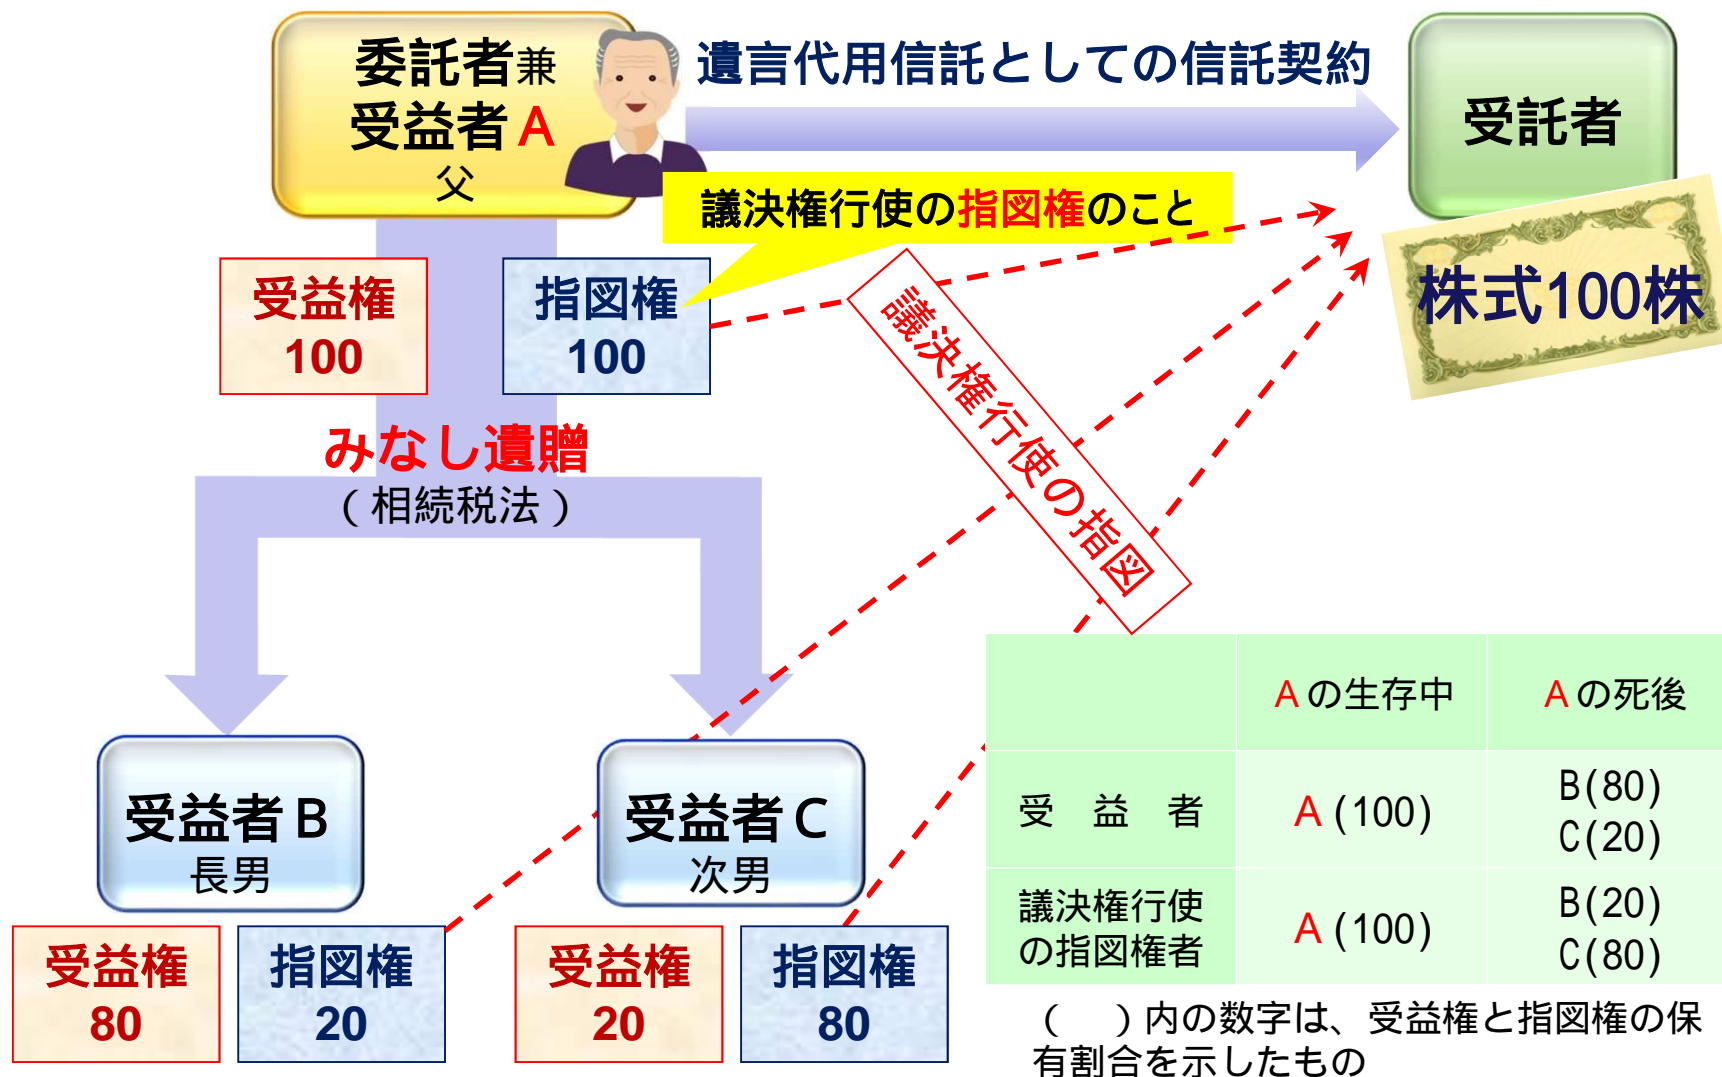 委託者兼
受益者A
父
遺言代用信託としての信託契約
受託者
議決権行使の指図権のこと
株式100株
受益権
100
指図権
100
議決権行使の指図
みなし遺贈
(相続税法)
受益者B
長男
受益者C
次男
受益権
80
指図権
20
受益権
20
指図権
80
Aの生存中 Aの死後
受 益 者 A(100) B(80)
C(20)
議決権行使
の指図権者 A(100) B(20)
C(80)
( )内の数字は、受益権と指図権の保
有割合を示したもの